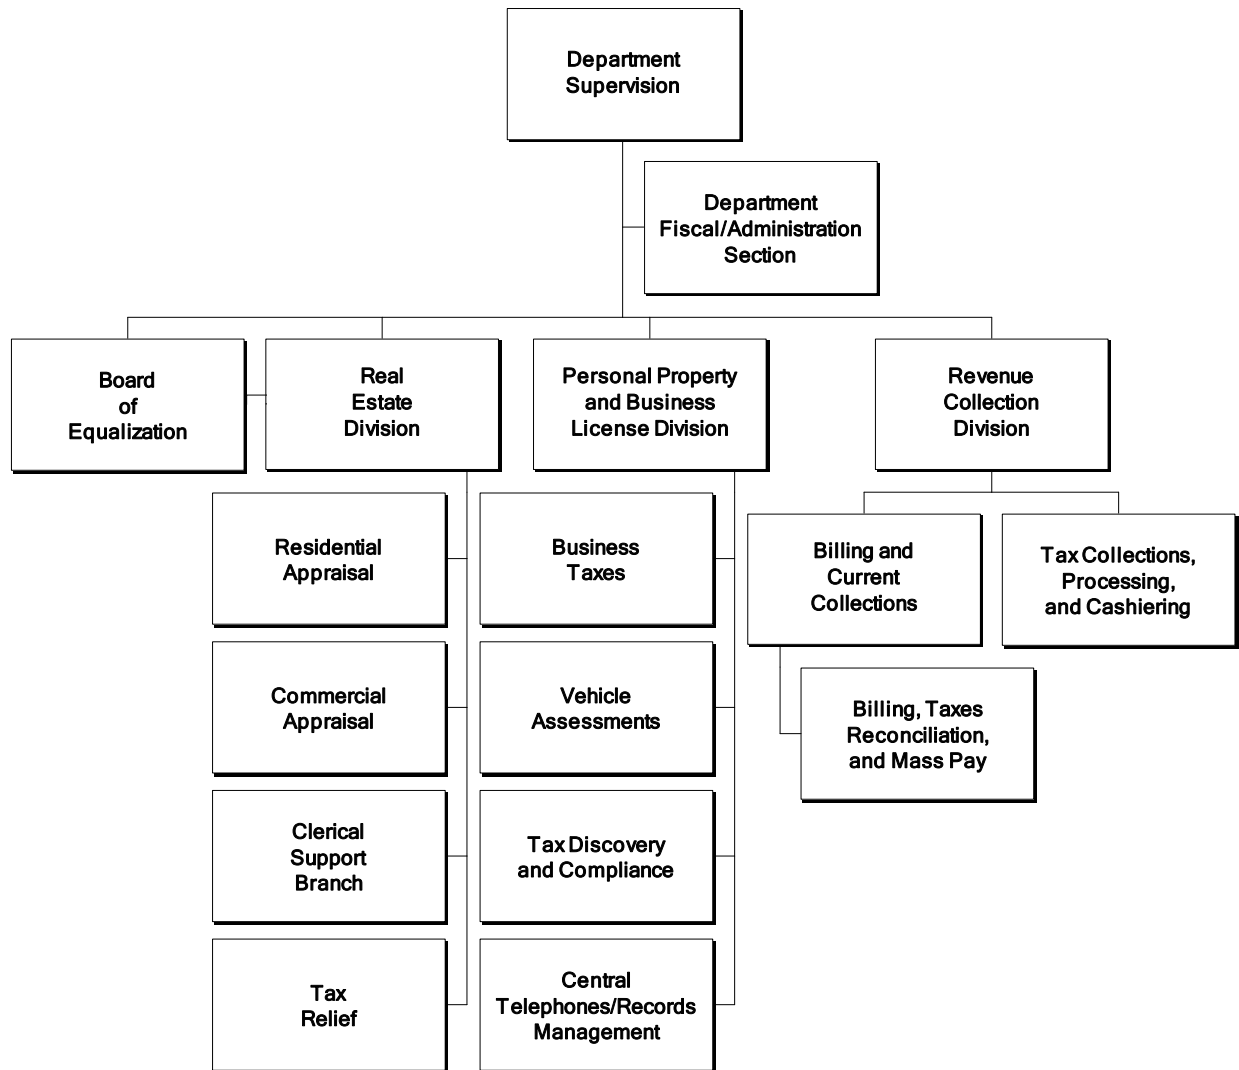 Department
Supervision
Department
Fiscal/Administration
Section
Board
of
Equalization
Real
Estate
Division
Personal Property
and Business
License Division
Revenue
Collection
Division
Residential
Appraisal
Business
Taxes
Billing and
Current
Collections
Tax Collections,
Processing,
and Cashiering
Commercial
Appraisal
Vehicle
Assessments
Billing, Taxes
Reconciliation,
and Mass Pay
Clerical
Support
Branch
Tax Discovery
and Compliance
Tax
Relief
Central
Telephones/Records
Management